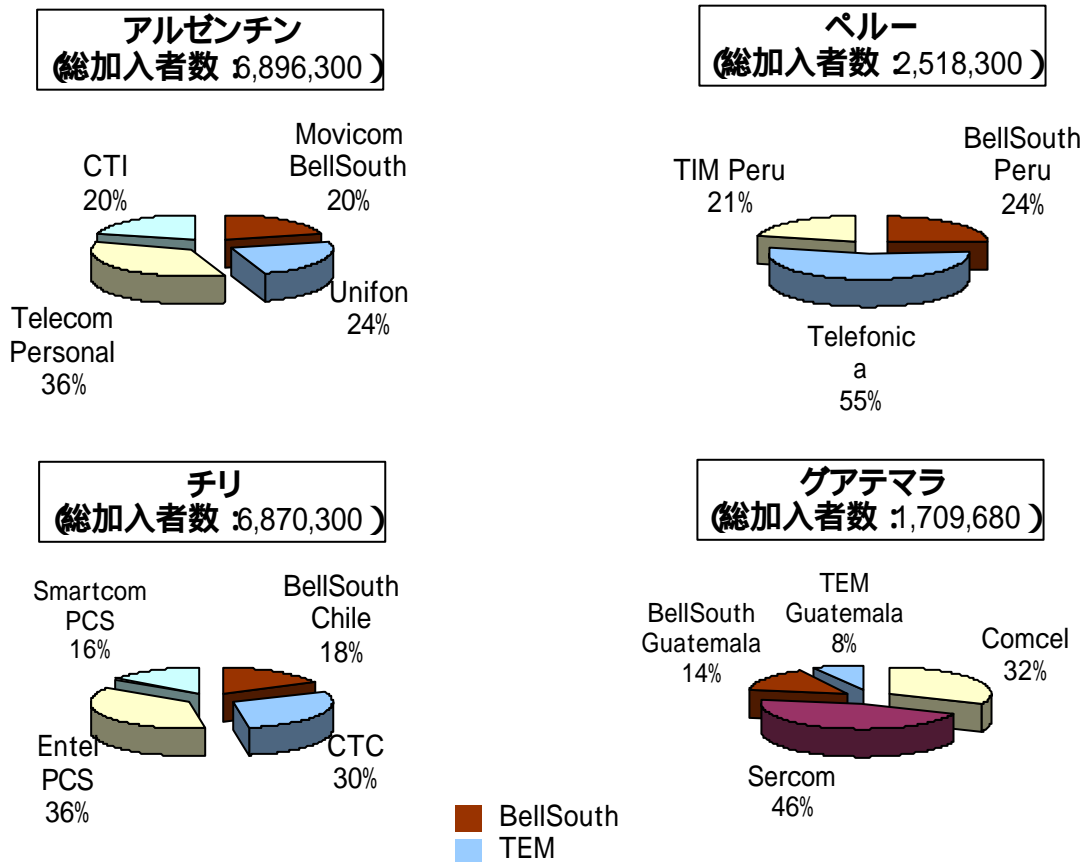 アルゼンチン
(総加入者数:6,896,300)
CTI
20%
Movicom
BellSouth
20%
Unifon
24%
Telecom
Personal
36%
ペルー
(総加入者数:2,518,300)
TIM Peru
21%
BellSouth
Peru
24%
Telefonic
a
55%
チリ
(総加入者数:6,870,300)
Smartcom
PCS
16%
BellSouth
Chile
18%
Entel
PCS
36%
CTC
30%
グアテマラ
(総加入者数:1,709,680)
BellSouth
Guatemala
14%
TEM
Guatemala
8%
Comcel
32%
Sercom
46%
BellSouth
TEM